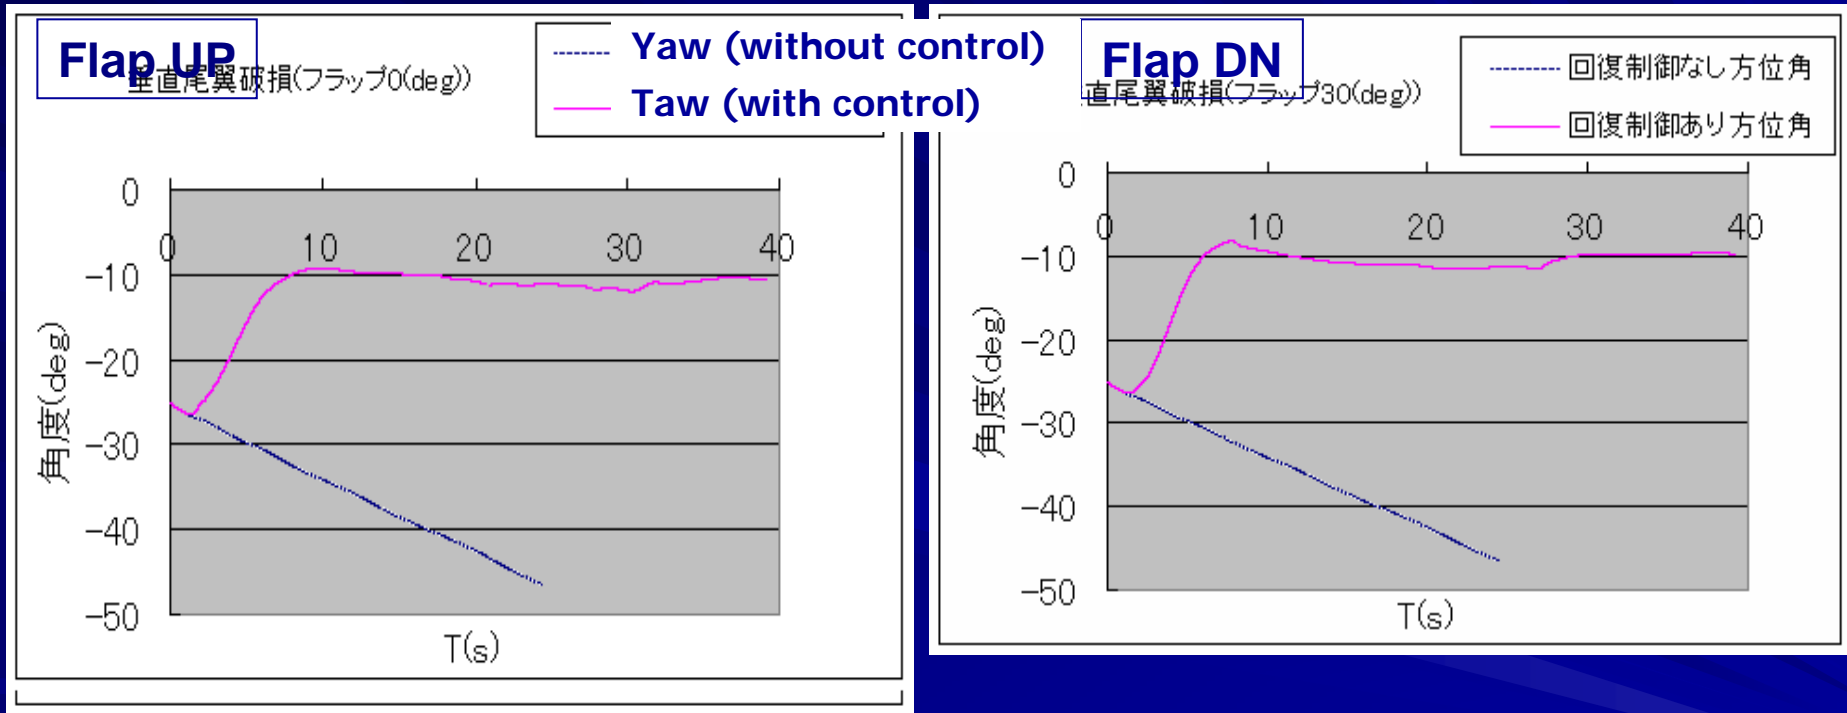 Flap UP
垂直尾翼破損(フラップ0(deg))
Yaw (without control)
Taw (with control)
0
0
10
20
30
40
-10
-20
-30
-40
-50
角度(deg)
T(s)
Flap DN
直尾翼破損(フラップ30(deg))
回復制御なし方位角
回復制御あり方位角
0
0
10
20
30
40
-10
-20
-30
-40
-50
角度(deg)
T(s)